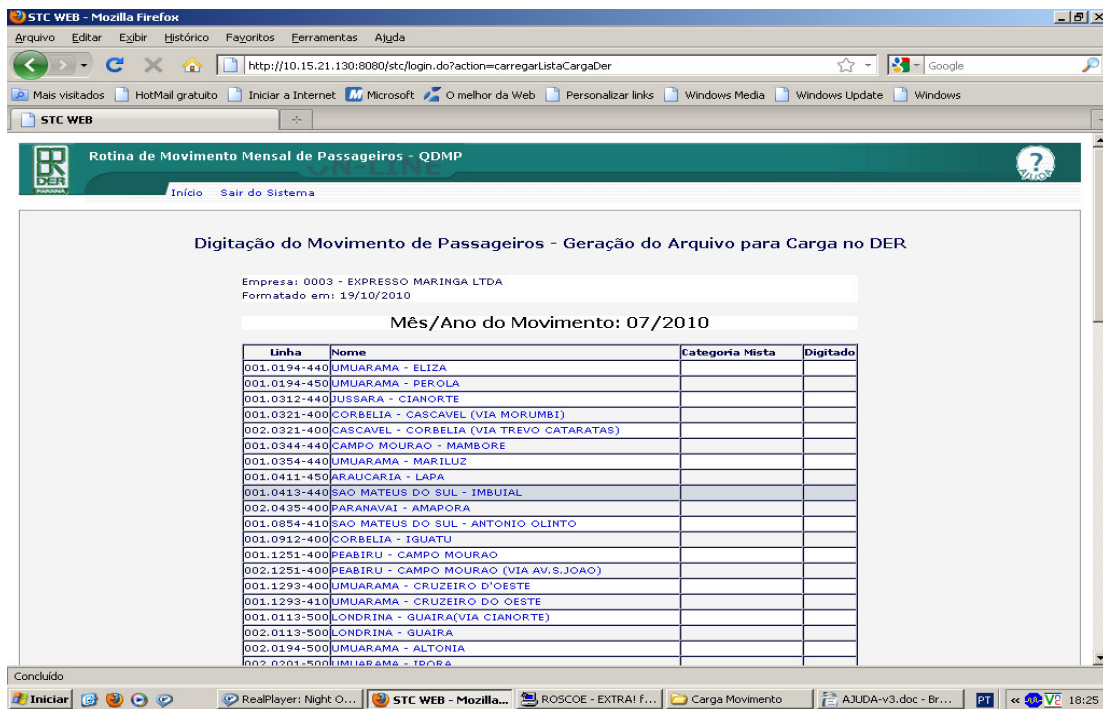 STC WEB - Mozilla Firefox
Arquivo Editar Exibir Histórico Favoritos Ferramentas Ajuda
http://10.15.21.130:8080/stc/login.do?action=carregarListaCargaDer Google
Mais visitados HotMail gratuito Iniciar a Internet Microsoft O melhor da Web Personalizar links Windows Media Windows Update Windows
STC WEB
Rotina de Movimento Mensal de Passageiros - QDMP
ON-LINE
DER
PARANÁ
Início Sair do Sistema
Digitação do Movimento de Passageiros - Geração do Arquivo para Carga no DER
Empresa: 0003 - EXPRESSO MARINGA LTDA
Formatado em: 19/10/2010
Mês/Ano do Movimento: 07/2010
Linha Nome Categoria Mista Digitado
001.0194-440 UMUARAMA - ELIZA
001.0194-450 UMUARAMA - PEROLA
001.0312-440 JUSSARA - CIANORTE
001.0321-400 CORBELIA - CASCAVEL (VIA MORUMBI)
002.0321-400 CASCAVEL - CORBELIA (VIA TREVO CATARATAS)
001.0344-440 CAMPO MOURAO - MAMBORE
001.0354-440 UMUARAMA - MARILUZ
001.0411-450 ARAUCARIA - LAPA
001.0413-440 SAO MATEUS DO SUL - IMBUIAL
002.0435-400 PARANAVAI - AMAPORA
001.0854-410 SAO MATEUS DO SUL - ANTONIO OLINTO
001.0912-400 CORBELIA - IGUATU
001.1251-400 PEABIRU - CAMPO MOURAO
002.1251-400 PEABIRU - CAMPO MOURAO (VIA AV.S.JOAO)
001.1293-400 UMUARAMA - CRUZEIRO D'OESTE
001.1293-410 UMUARAMA - CRUZEIRO DO OESTE
001.0113-500 LONDRINA - GUAIRA(VIA CIANORTE)
002.0113-500 LONDRINA - GUAIRA
002.0194-500 UMUARAMA - ALTONIA
002.0201-500 UMUARAMA - IPORA
Concluído
Iniciar RealPlayer: Night O... STC WEB - Mozilla... ROSCOE - EXTRA! f... Carga Movimento AJUDA-v3.doc - Br... PT 18:25